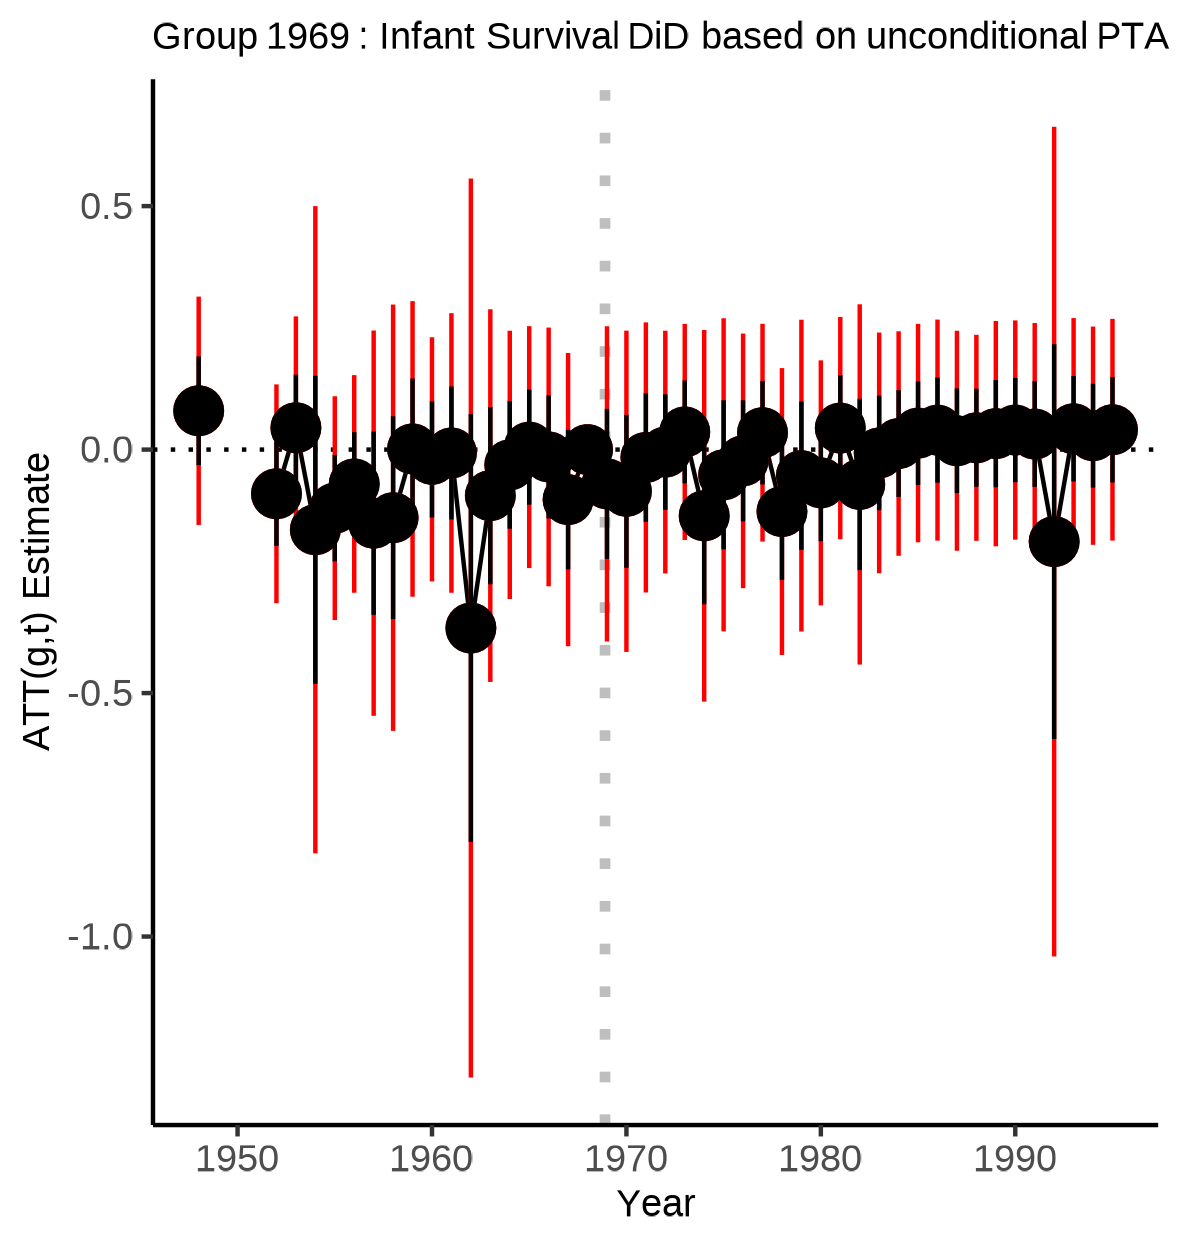 Group 1969 : Infant Survival DiD based on unconditional PTA
ATT(g,t) Estimate
0.5
0.0
-0.5
-1.0
1950 1960 1970 1980 1990
Year